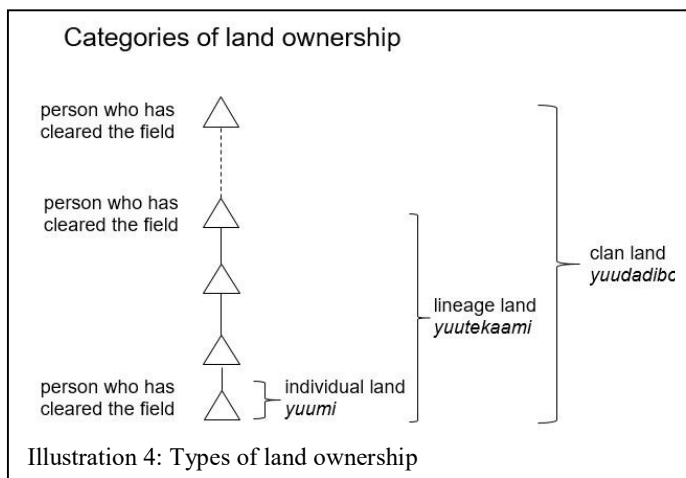 Categories of land ownership
person who has
cleared the field
person who has
cleared the field
clan land
yuudadibo
lineage land
yuutekaami
person who has
cleared the field
individual land
yuumi
Illustration 4: Types of land ownership